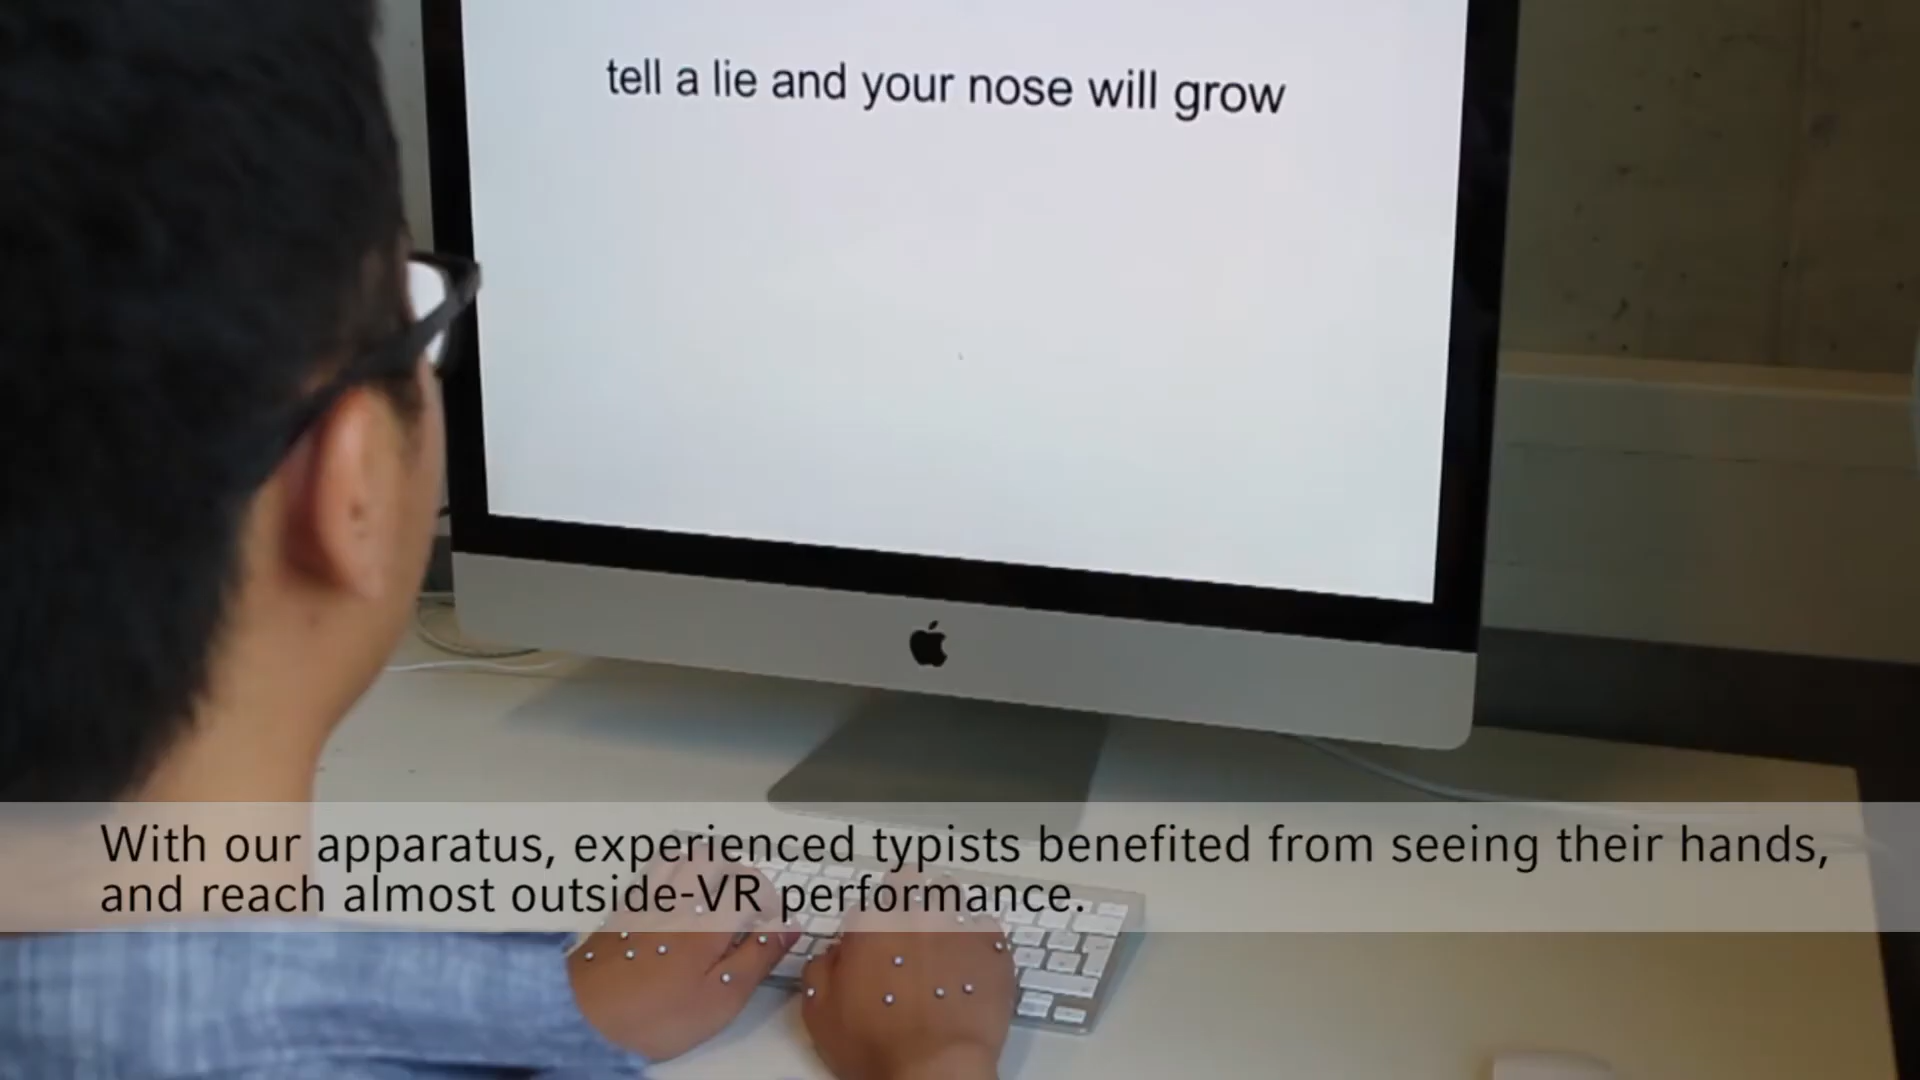 tell a lie and your nose will grow
With our apparatus, experienced typists benefited from seeing their hands,
and reach almost outside-VR performance.